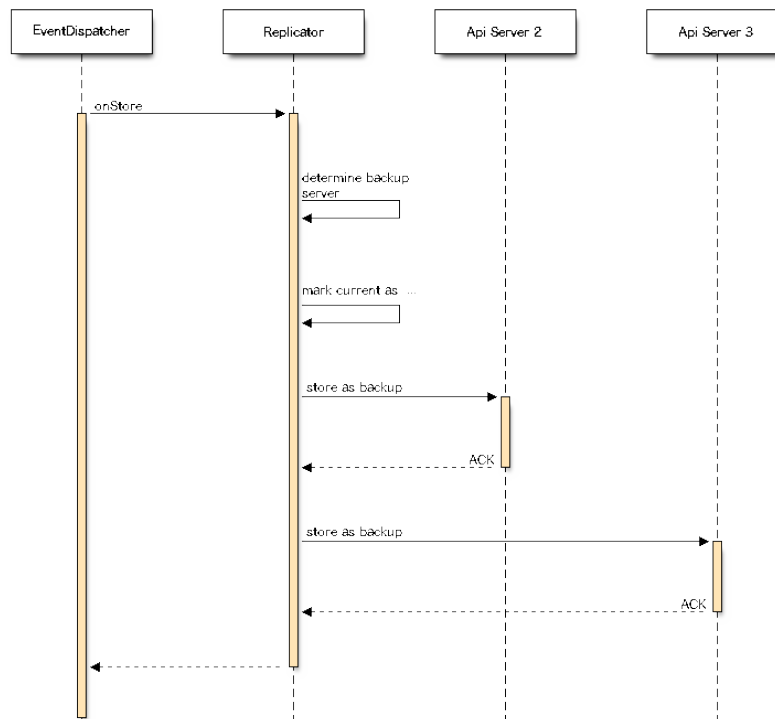 EventDispatcher
Replicator
Api Server 2
Api Server 3
onStore
determine backup
server
mark current as ...
store as backup
ACK
store as backup
ACK